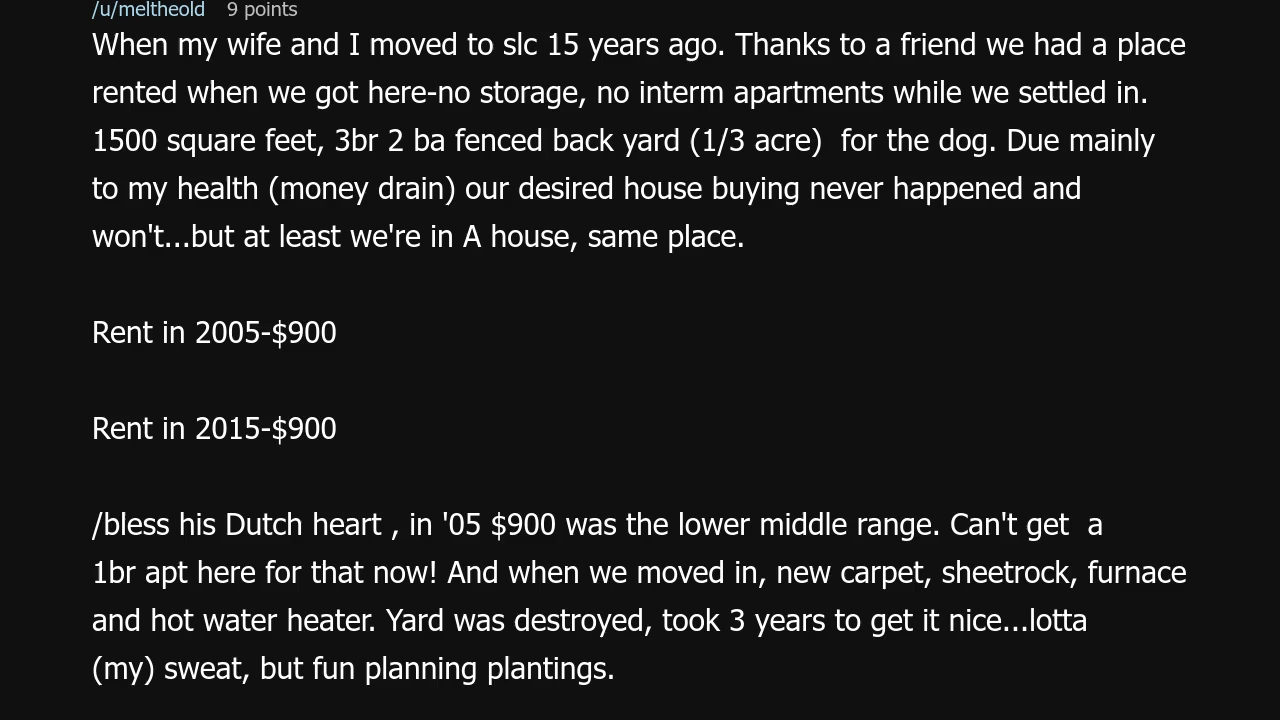 /u/meltheold 9 points
When my wife and I moved to slc 15 years ago. Thanks to a friend we had a place
rented when we got here-no storage, no interm apartments while we settled in.
1500 square feet, 3br 2 ba fenced back yard (1/3 acre)  for the dog. Due mainly
to my health (money drain) our desired house buying never happened and
won't...but at least we're in A house, same place.
Rent in 2005-$900
Rent in 2015-$900
/bless his Dutch heart , in '05 $900 was the lower middle range. Can't get  a
1br apt here for that now! And when we moved in, new carpet, sheetrock, furnace
and hot water heater. Yard was destroyed, took 3 years to get it nice...lotta
(my) sweat, but fun planning plantings.